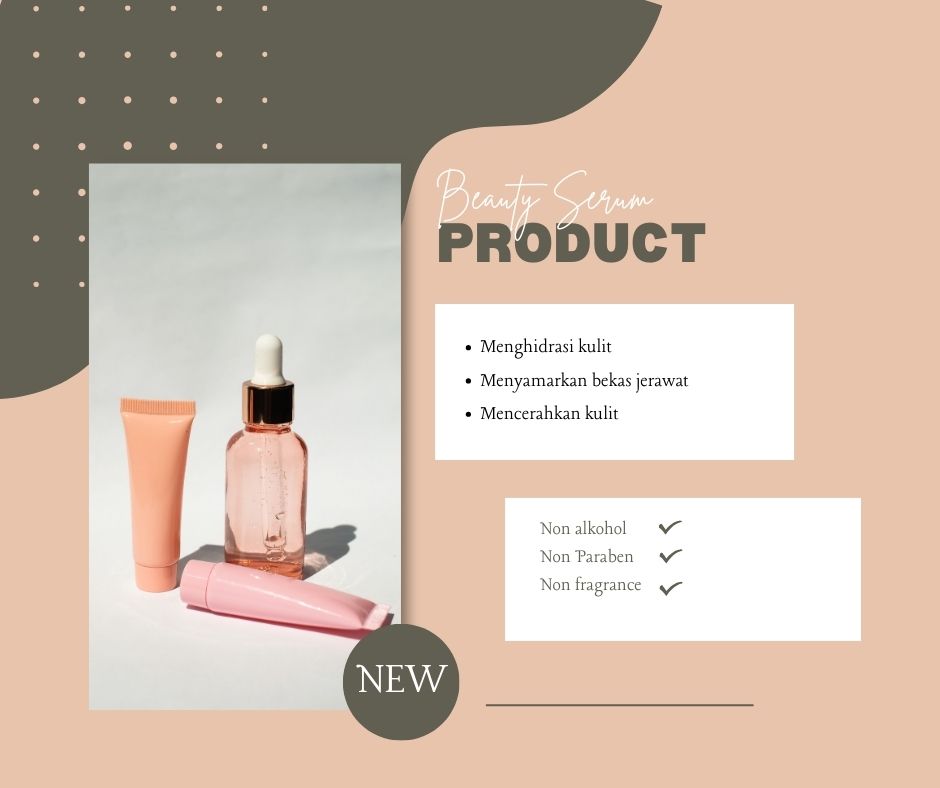 Beauty Serum
PRODUCT
• Menghidrasi kulit
• Menyamarkan bekas jerawat
• Mencerahkan kulit
Non alkohol ✓
Non Paraben ✓
Non fragrance ✓
NEW